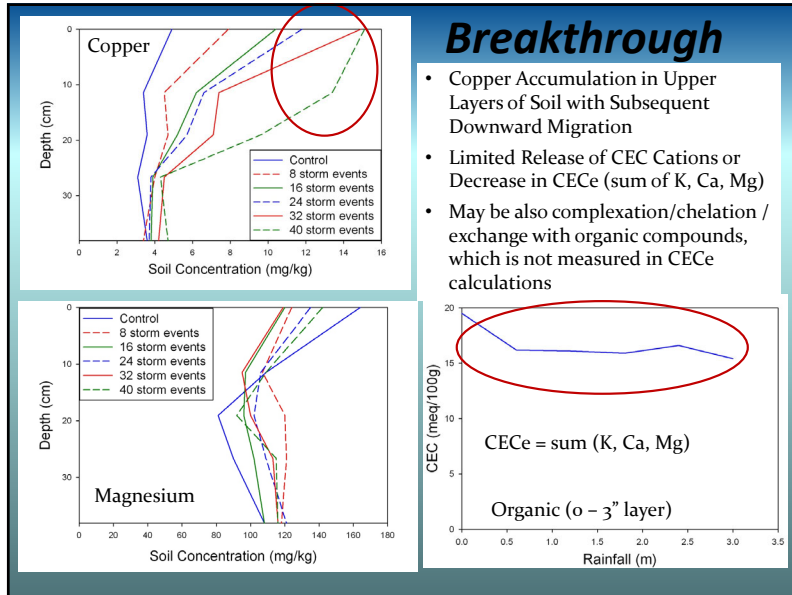 Breakthrough
Copper
0
10
20
30
Depth (cm)
Control
8 storm events
16 storm events
24 storm events
32 storm events
40 storm events
0 2 4 6 8 10 12 14 16
Soil Concentration (mg/kg)
• Copper Accumulation in Upper
Layers of Soil with Subsequent
Downward Migration
• Limited Release of CEC Cations or
Decrease in CECe (sum of K, Ca, Mg)
• May be also complexation/chelation /
exchange with organic compounds,
which is not measured in CECe
calculations
0
10
20
30
Depth (cm)
Control
8 storm events
16 storm events
24 storm events
32 storm events
40 storm events
Magnesium
0 20 40 60 80 100 120 140 160 180
Soil Concentration (mg/kg)
20
15
10
5
0
CEC (meq/100g)
CECe = sum (K, Ca, Mg)
Organic (0 – 3” layer)
0.0 0.5 1.0 1.5 2.0 2.5 3.0 3.5
Rainfall (m)